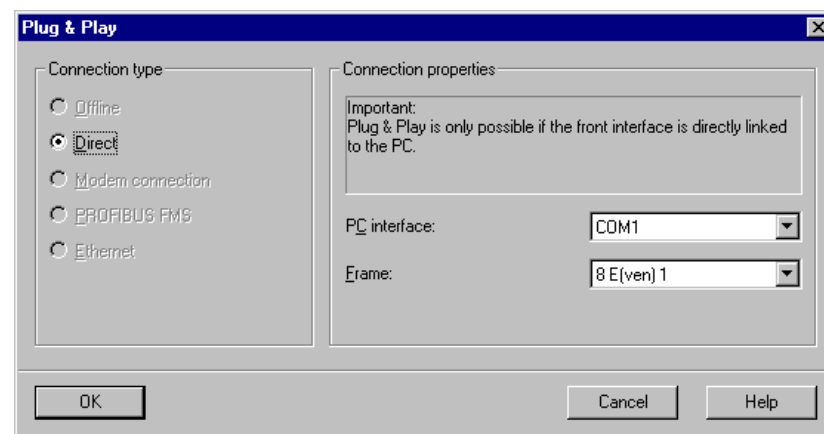 Plug & Play
Connection type
Offline
Direct
Modem connection
PROFIBUS FMS
Ethernet
Connection properties
Important:
Plug & Play is only possible if the front interface is directly linked
to the PC.
PC interface:
COM1
Frame:
8 E(ven) 1
OK
Cancel
Help